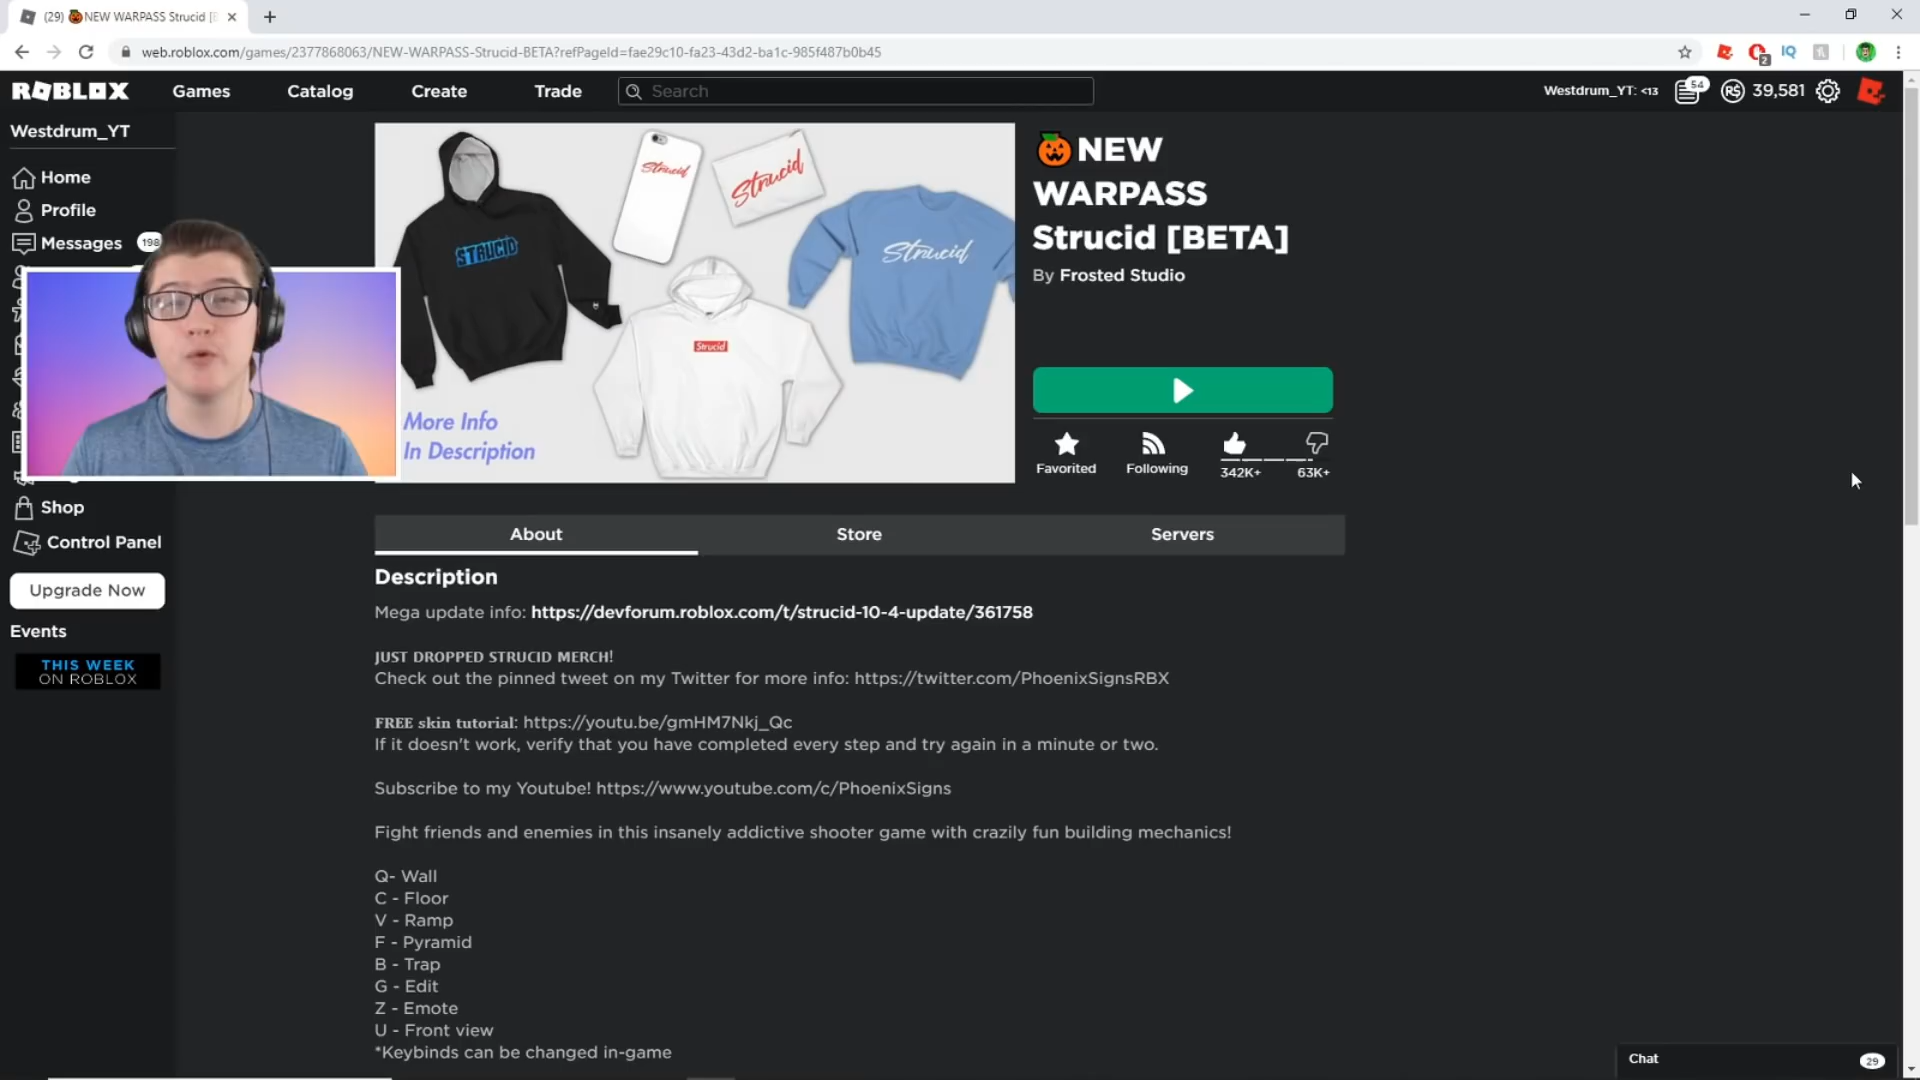 (29) 🎃NEW WARPASS Strucid [B
web.roblox.com/games/2377868063/NEW-WARPASS-Strucid-BETA?refPageId=fae29c10-fa23-43d2-ba1c-985f487b0b45
2
IQ
ROBLOX
Games
Catalog
Create
Trade
Search
Westdrum_YT: <13
54
R$
39,581
Westdrum_YT
Home
Profile
Messages
198
Shop
Control Panel
Upgrade Now
Events
THIS WEEK
ON ROBLOX
STRUCID
Strucid
Strucid
Strucid
Strucid
More Info
In Description
🎃NEW
WARPASS
Strucid [BETA]
By Frosted Studio
Favorited
Following
342K+
63K+
About
Store
Servers
Description
Mega update info: https://devforum.roblox.com/t/strucid-10-4-update/361758
JUST DROPPED STRUCID MERCH!
Check out the pinned tweet on my Twitter for more info: https://twitter.com/PhoenixSignsRBX
FREE skin tutorial: https://youtu.be/gmHM7Nkj_Qc
If it doesn't work, verify that you have completed every step and try again in a minute or two.
Subscribe to my Youtube! https://www.youtube.com/c/PhoenixSigns
Fight friends and enemies in this insanely addictive shooter game with crazily fun building mechanics!
Q- Wall
C - Floor
V - Ramp
F - Pyramid
B - Trap
G - Edit
Z - Emote
U - Front view
*Keybinds can be changed in-game
Chat
29